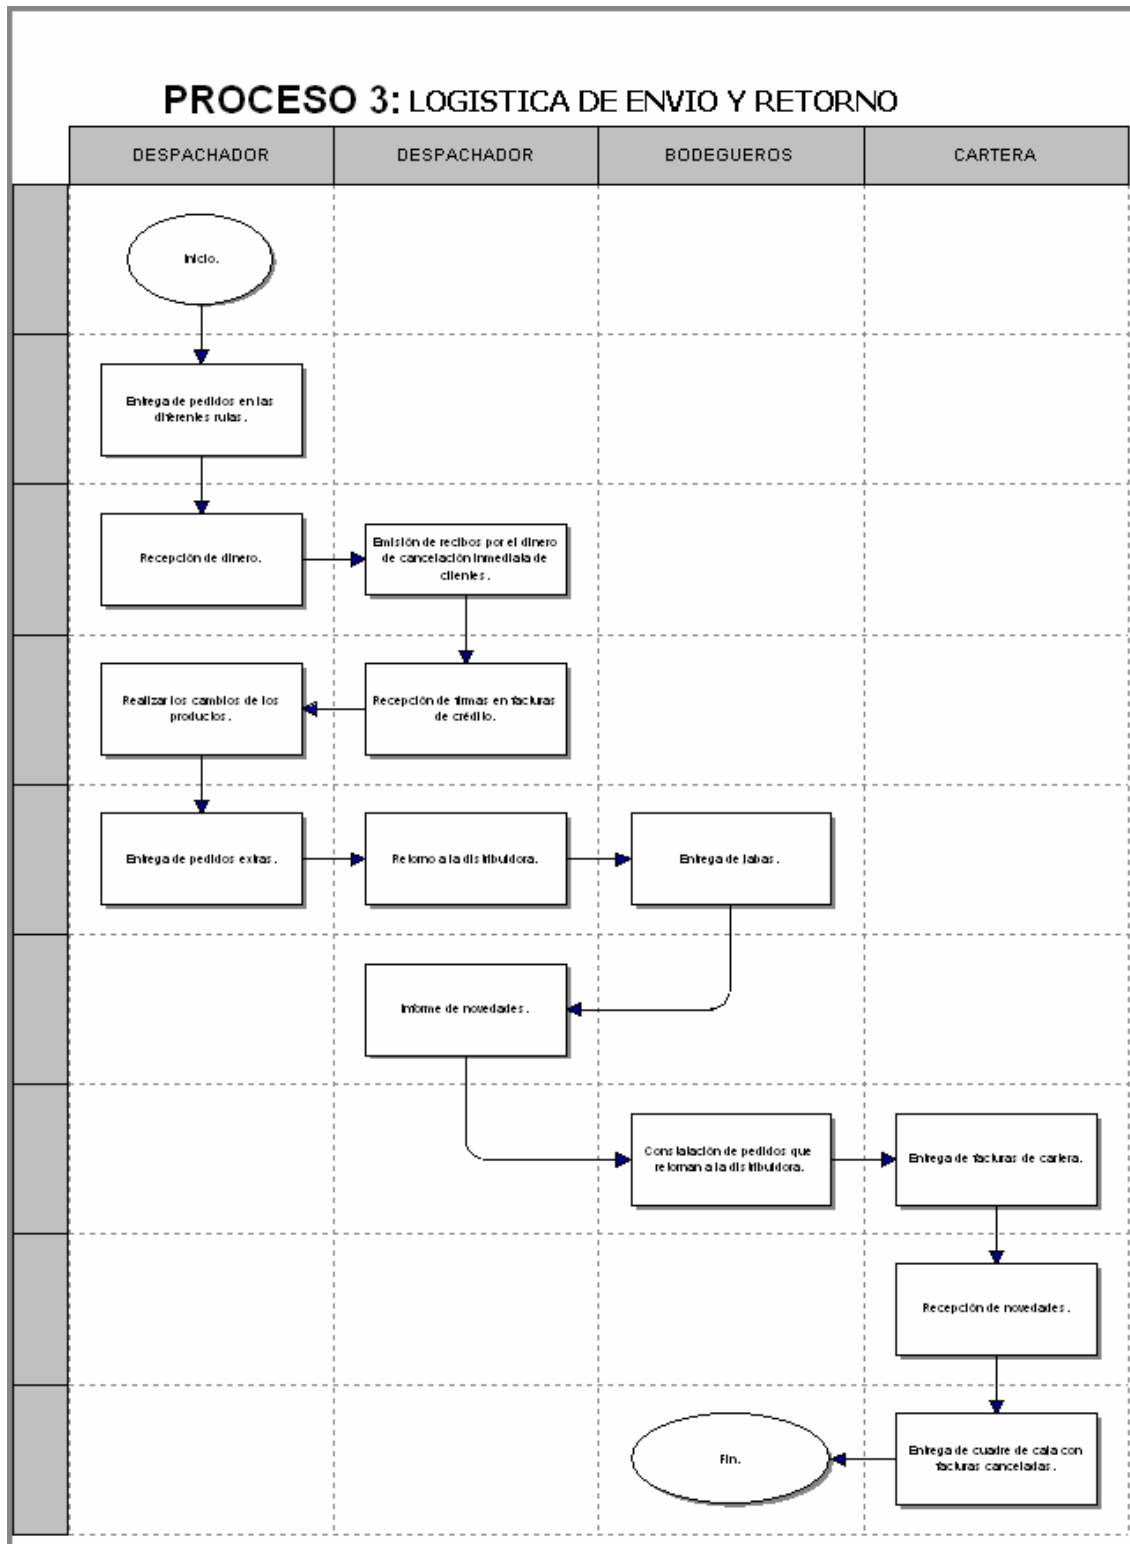 PROCESO 3: LOGISTICA DE ENVIO Y RETORNO
DESPACHADOR
DESPACHADOR
BODEGUEROS
CARTERA
Inicio.
Entrega de pedidos en las
diferentes rutas.
Recepción de dinero.
Emisión de recibos por el dinero
de cancelación inmediata de
clientes.
Realizar los cambios de los
productos.
Recepción de firmas en facturas
de crédito.
Entrega de pedidos extras.
Retorno a la distribuidora.
Entrega de jabas.
Informe de novedades.
Constatación de pedidos que
retornan a la distribuidora.
Entrega de facturas de cartera.
Recepción de novedades.
Fin.
Entrega de cuadre de caja con
facturas canceladas.